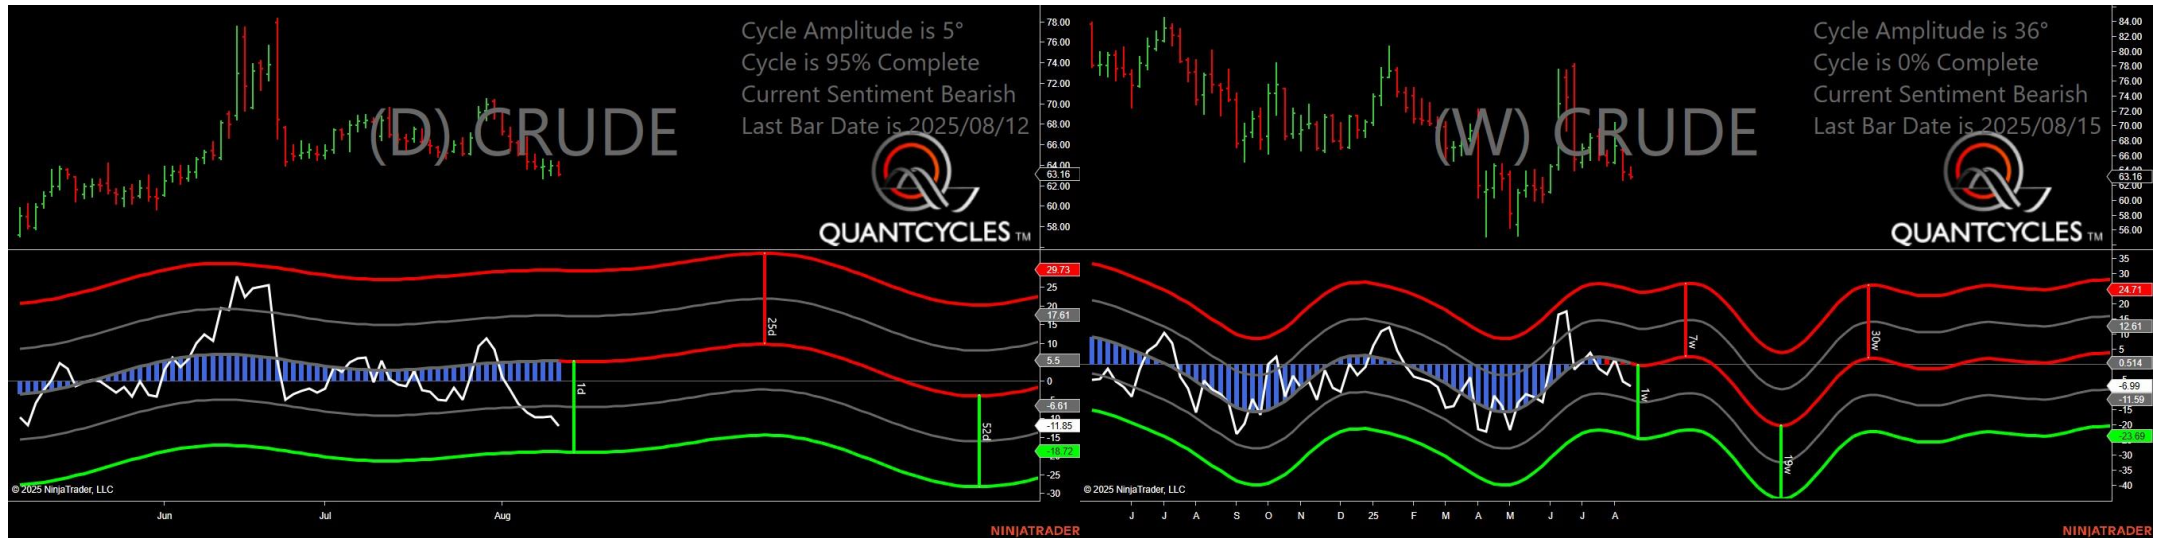 Cycle Amplitude is 5°
Cycle is 95% Complete
Current Sentiment Bearish
Last Bar Date is 2025/08/12
(D) CRUDE
QUANTCYCLES TM
78.00
76.00
74.00
72.00
70.00
68.00
66.00
64.00
63.16
62.00
60.00
58.00
29.73
25
20
17.61
15
10
5.5
0
-6.61
-10
-11.85
-15
-18.72
-25
-30
1d
25d
52d
© 2025 NinjaTrader, LLC
Jun Jul Aug
NINJATRADER
Cycle Amplitude is 36°
Cycle is 0% Complete
Current Sentiment Bearish
Last Bar Date is 2025/08/15
(W) CRUDE
QUANTCYCLES TM
84.00
82.00
80.00
78.00
76.00
74.00
72.00
70.00
68.00
66.00
63.16
62.00
60.00
58.00
56.00
35
30
24.71
20
15
12.61
10
5
0.514
-6.99
-11.59
-15
-20
-23.69
-30
-35
-40
1w
7w
19w
30w
© 2025 NinjaTrader, LLC
J J A S O N D 25 F M A M J J A
NINJATRADER